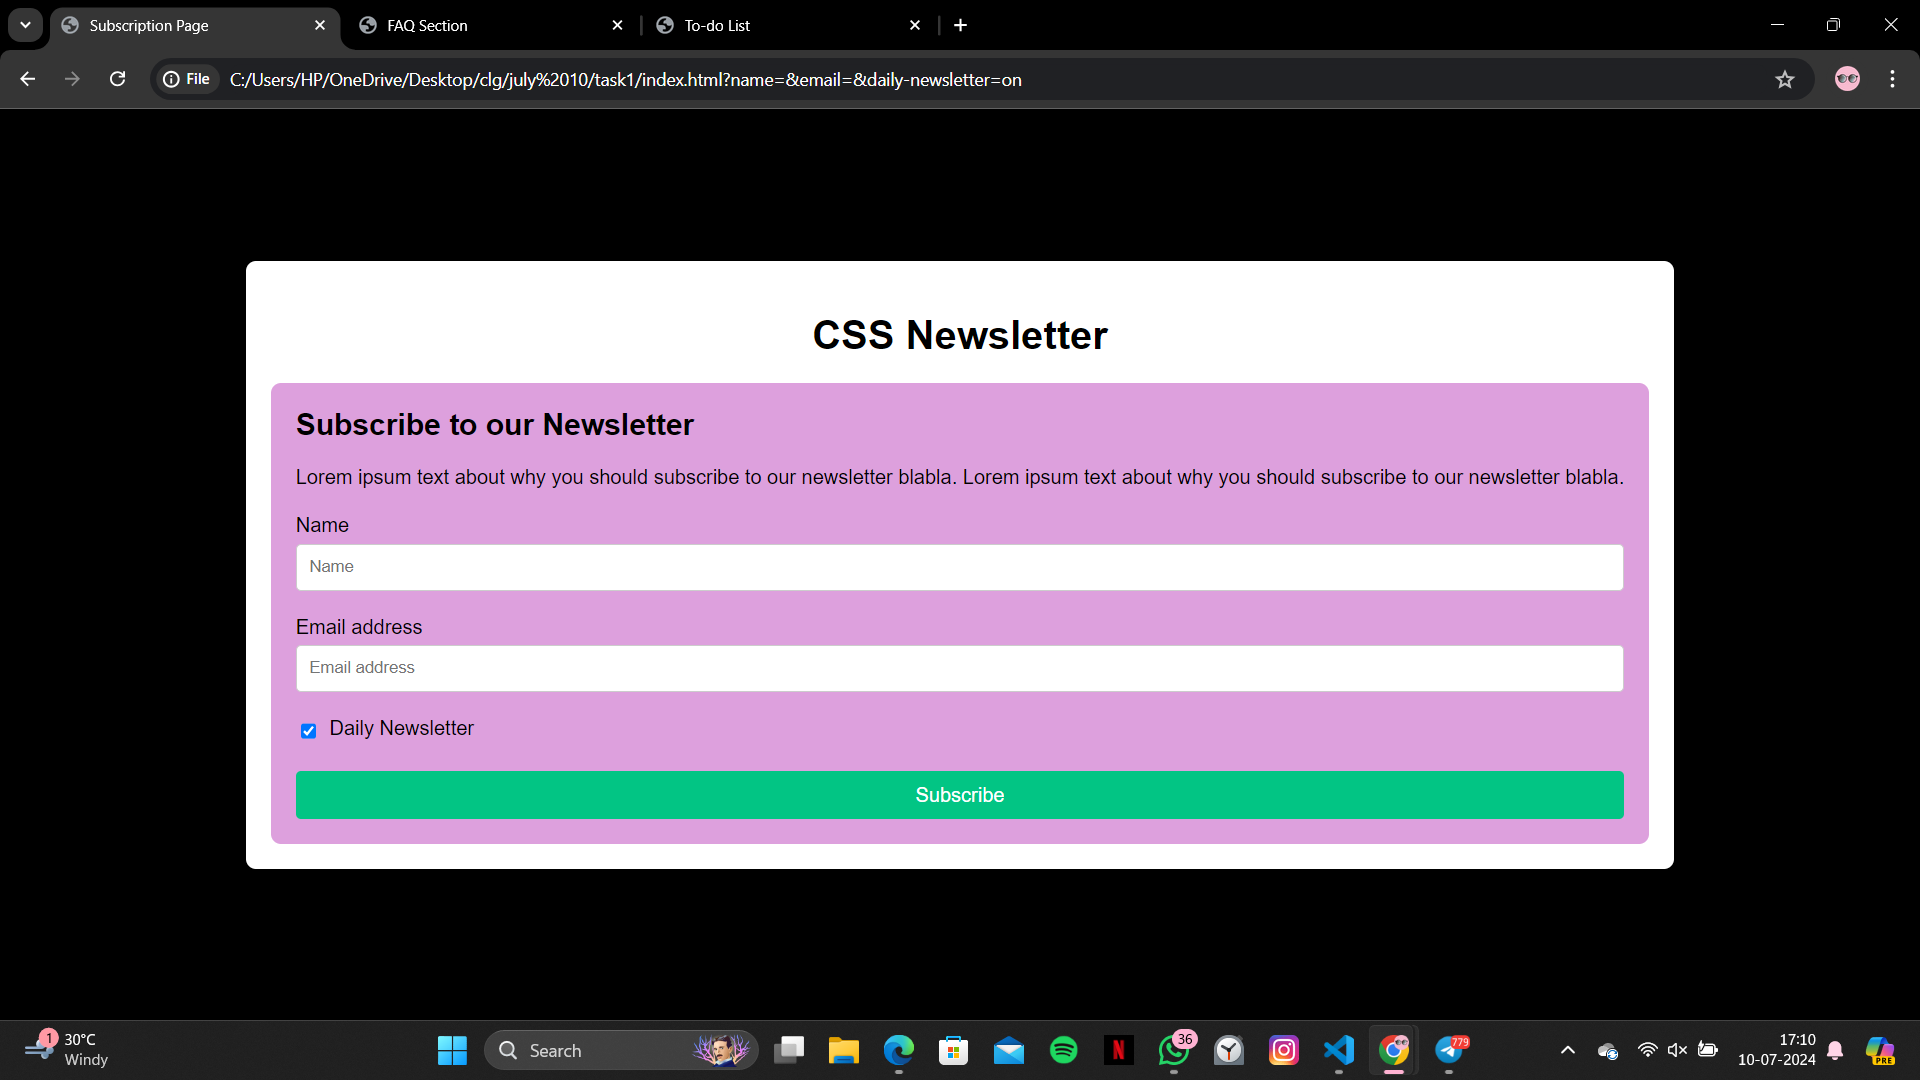 Subscription Page
FAQ Section
To-do List
File
C:/Users/HP/OneDrive/Desktop/clg/july%2010/task1/index.html?name=&email=&daily-newsletter=on
CSS Newsletter
Subscribe to our Newsletter
Lorem ipsum text about why you should subscribe to our newsletter blabla. Lorem ipsum text about why you should subscribe to our newsletter blabla.
Name
Name
Email address
Email address
Daily Newsletter
Subscribe
1
30°C
Windy
Search
N
36
779
17:10
10-07-2024
PRE